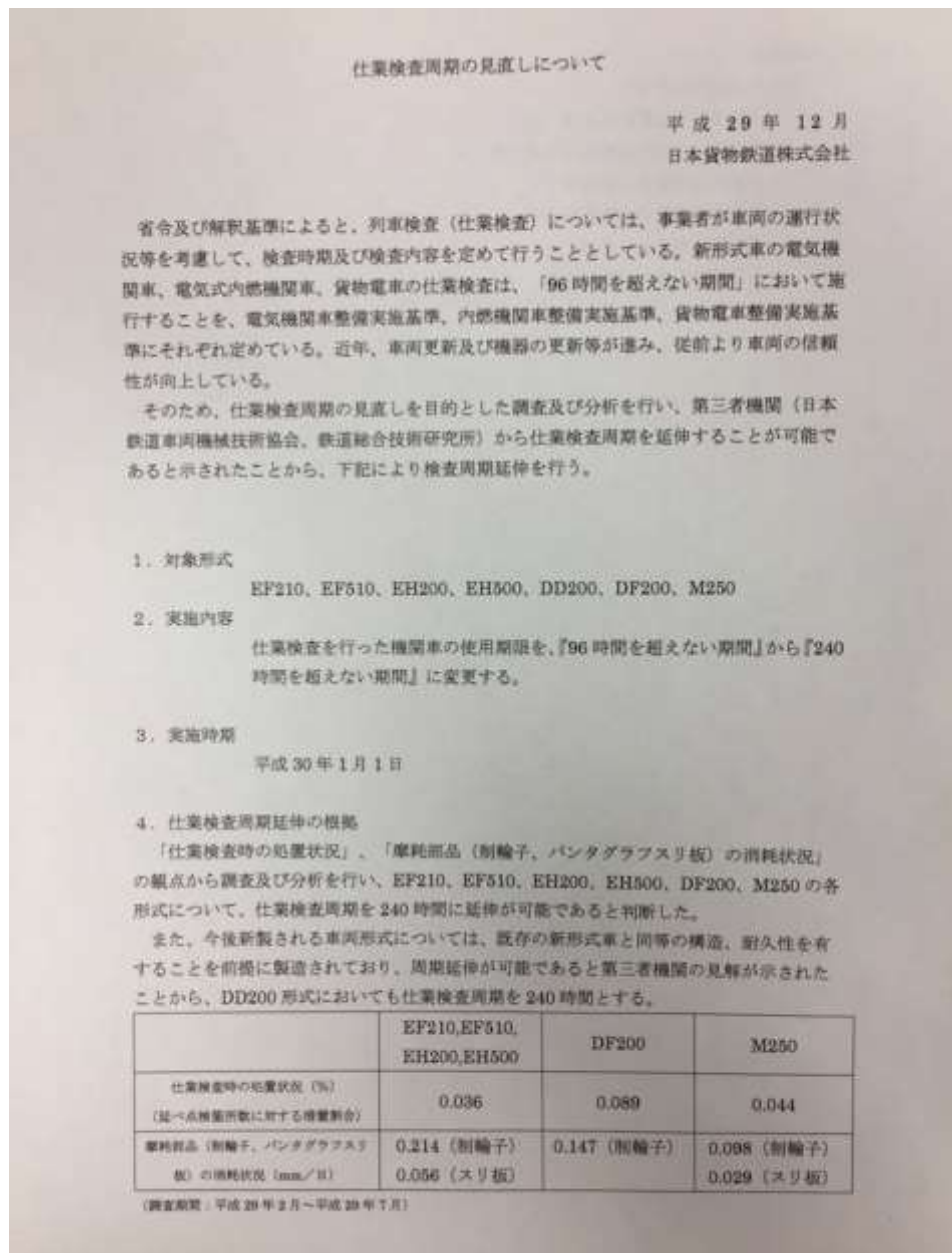 仕業検査周期の見直しについて
平成 29年 12月
日本貨物鉄道株式会社
省令及び解釈基準によると、列車検査（仕業検査）については、事業者が車両の運行状
況等を考慮して、検査時期及び検査内容を定めて行うこととしている。新形式車の電気機
関車、電気式内燃機関車、貨物電車の仕業検査は、「96時間を超えない期間」において施
行することを、電気機関車整備実施基準、内燃機関車整備実施基準、貨物電車整備実施基
準にそれぞれ定めている。近年、車両更新及び機器の更新等が進み、従前より車両の信頼
性が向上している。
そのため、仕業検査周期の見直しを目的とした調査及び分析を行い、第三者機関（日本
鉄道車両機械技術協会、鉄道総合技術研究所）から仕業検査周期を延伸することが可能で
あると示されたことから、下記により検査周期延伸を行う。
1．対象形式
EF210、EF510、EH200、EH500、DD200、DF200、M250
2．実施内容
仕業検査を行った機関車の使用期限を、『96時間を超えない期間』から『240
時間を超えない期間』に変更する。
3．実施時期
平成30年1月1日
4．仕業検査周期延伸の根拠
「仕業検査時の処置状況」、「摩耗部品（制輪子、パンタグラフスリ板）の消耗状況」
の観点から調査及び分析を行い、EF210、EF510、EH200、EH500、DF200、M250の各
形式について、仕業検査周期を240時間に延伸が可能であると判断した。
また、今後新製される車両形式については、既存の新形式車と同等の構造、耐久性を有
することを前提に製造されており、周期延伸が可能であると第三者機関の見解が示された
ことから、DD200形式においても仕業検査周期を240時間とする。
EF210,EF510,
EH200,EH500
DF200
M250
仕業検査時の処置状況（%）
（延べ点検箇所数に対する措置割合）
0.036
0.089
0.044
摩耗部品（制輪子、パンタグラフスリ
板）の消耗状況（mm／日）
0.214（制輪子）
0.056（スリ板）
0.147（制輪子）
0.098（制輪子）
0.029（スリ板）
（調査期間：平成29年2月～平成29年7月）